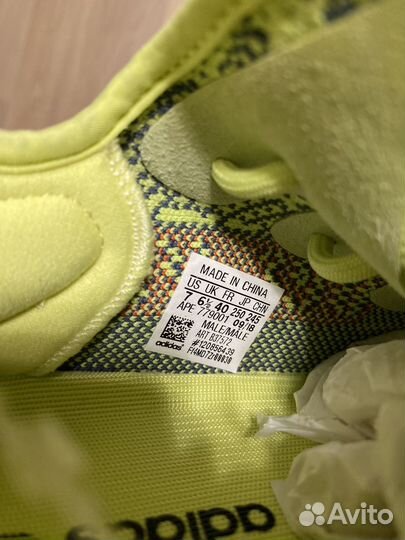 MADE IN CHINA
US UK FR JP CHN
7 6½ 40 250 245
APE 779001 09/18
MALE/MALE
ART B37572
#120856439
adidas
adidas
Avito